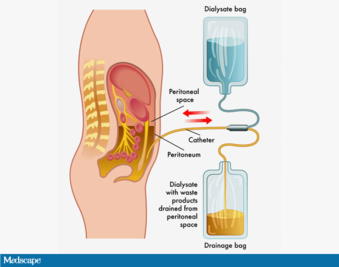 Dialysate bag
Peritoneal
space
Catheter
Peritoneum
Dialysate
with waste
products
drained from
peritoneal
space
Drainage bag
Medscape